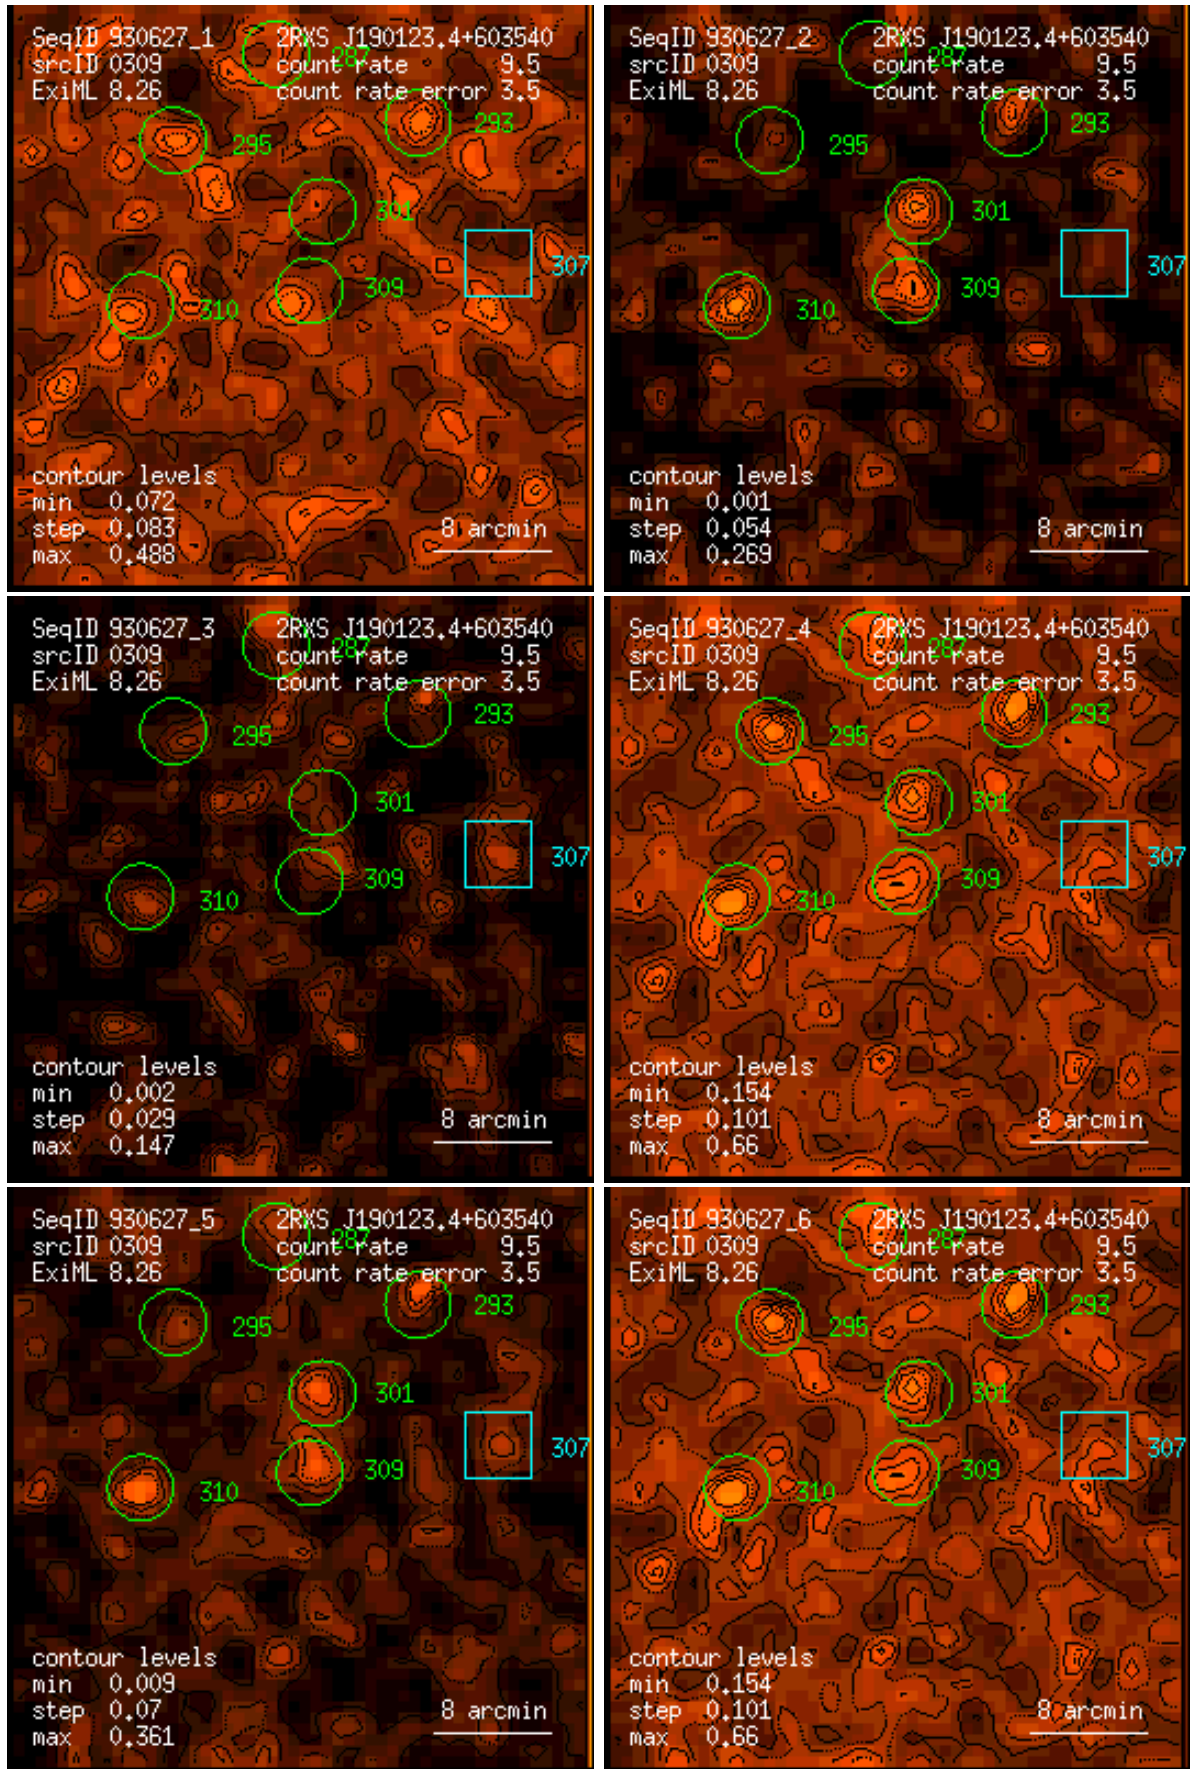 SeqID 930627_1 2RXS J190123.4+603540
srcID 0309 count rate 9.5
ExiML 8.26 count rate error 3.5
287
293
295
301
307
309
310
contour levels
min 0.072
step 0.083
max 0.488
8 arcmin
SeqID 930627_2 2RXS J190123.4+603540
srcID 0309 count rate 9.5
ExiML 8.26 count rate error 3.5
287
293
295
301
307
309
310
contour levels
min 0.001
step 0.054
max 0.269
8 arcmin
SeqID 930627_3 2RXS J190123.4+603540
srcID 0309 count rate 9.5
ExiML 8.26 count rate error 3.5
287
293
295
301
307
309
310
contour levels
min 0.002
step 0.029
max 0.147
8 arcmin
SeqID 930627_4 2RXS J190123.4+603540
srcID 0309 count rate 9.5
ExiML 8.26 count rate error 3.5
287
293
295
301
307
309
310
contour levels
min 0.154
step 0.101
max 0.66
8 arcmin
SeqID 930627_5 2RXS J190123.4+603540
srcID 0309 count rate 9.5
ExiML 8.26 count rate error 3.5
287
293
295
301
307
309
310
contour levels
min 0.009
step 0.07
max 0.361
8 arcmin
SeqID 930627_6 2RXS J190123.4+603540
srcID 0309 count rate 9.5
ExiML 8.26 count rate error 3.5
287
293
295
301
307
309
310
contour levels
min 0.154
step 0.101
max 0.66
8 arcmin